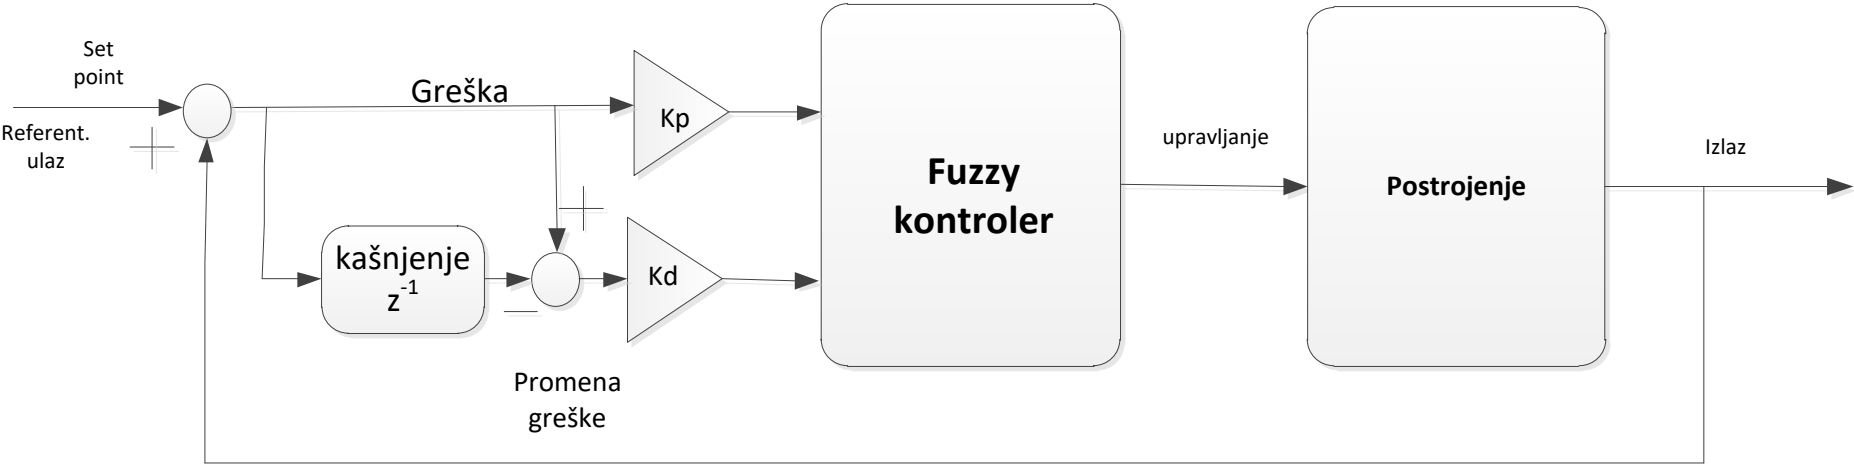 Set
point
Referent.
ulaz
Greška
Kp
kašnjenje
z-1
Kd
Promena
greške
Fuzzy
kontroler
upravljanje
Postrojenje
Izlaz